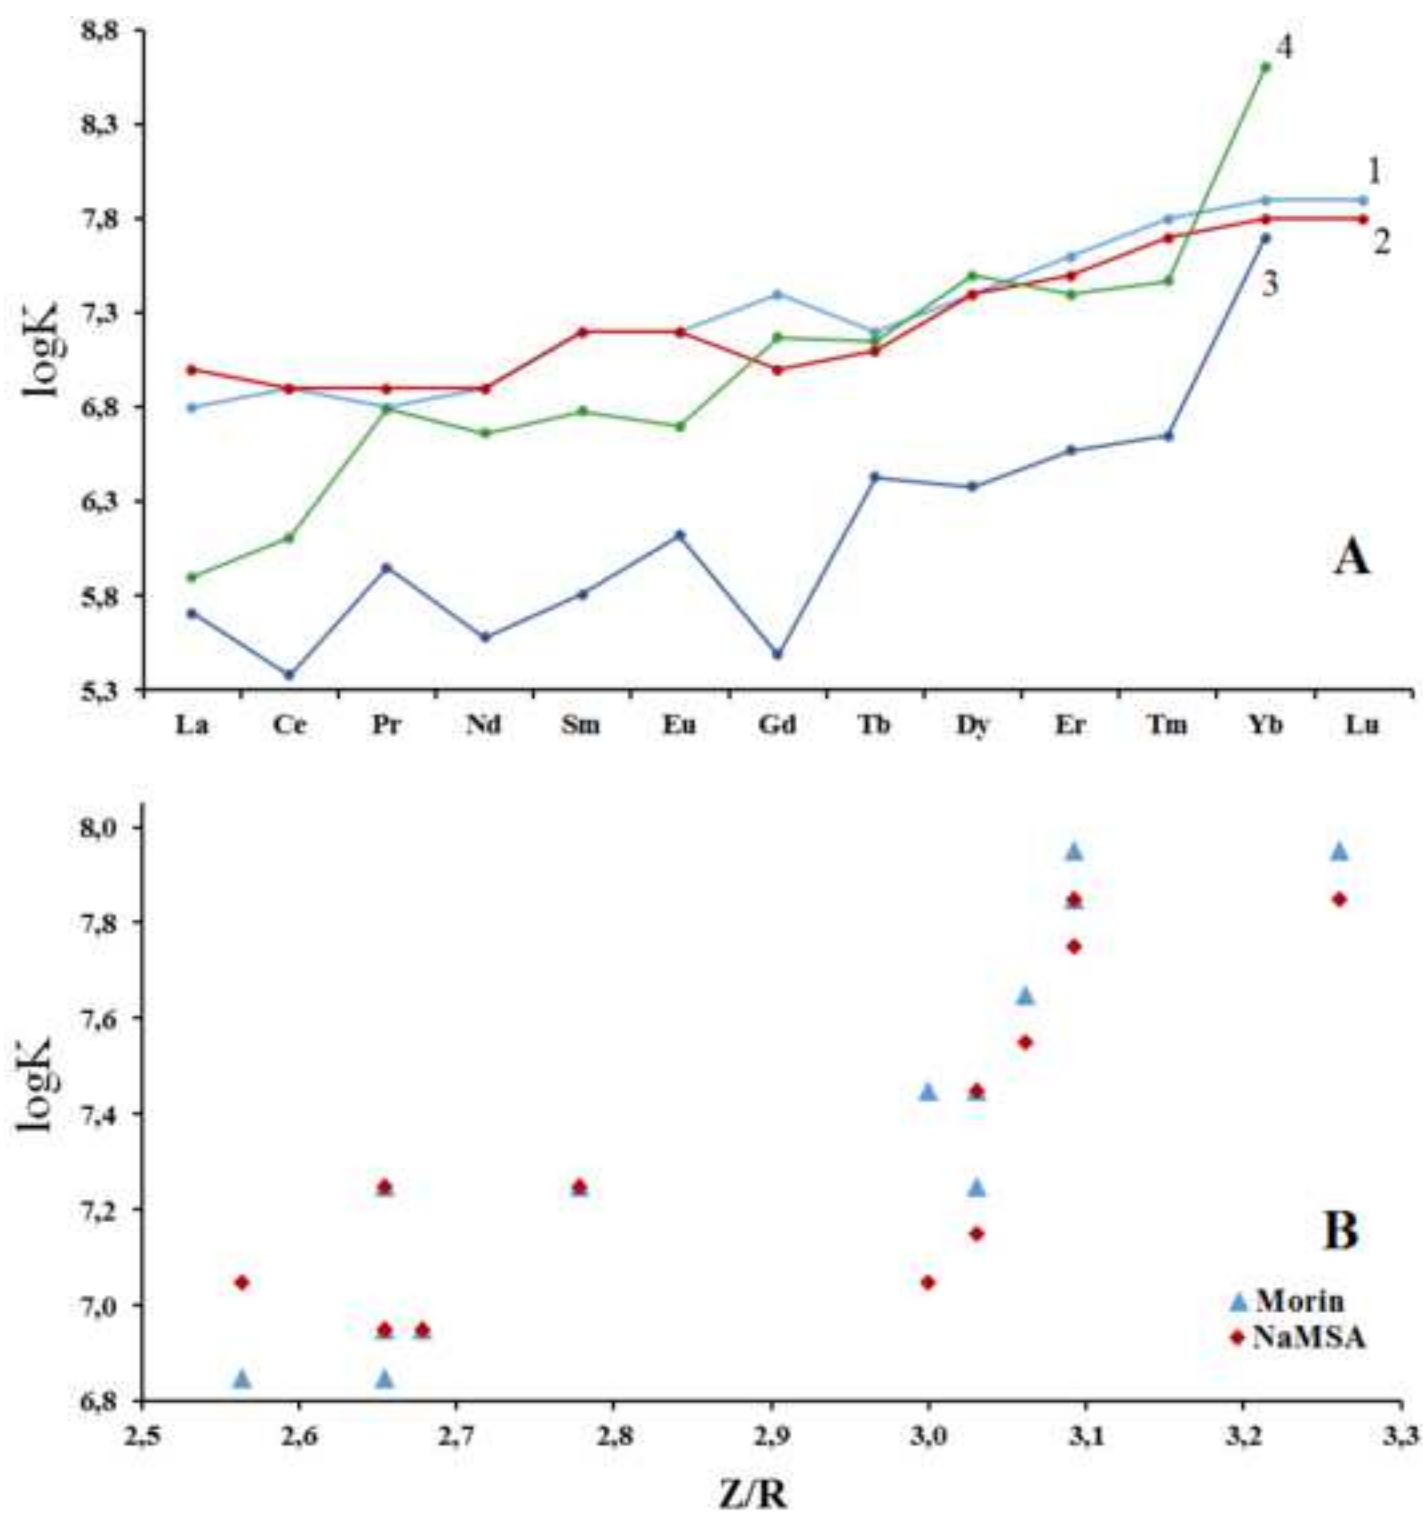 8,8
8,3
7,8
7,3
6,8
6,3
5,8
5,3
logK
4
1
2
3
A
La Ce Pr Nd Sm Eu Gd Tb Dy Er Tm Yb Lu
8,0
7,8
7,6
7,4
7,2
7,0
6,8
logK
B
Morin
NaMSA
2,5 2,6 2,7 2,8 2,9 3,0 3,1 3,2 3,3
Z/R